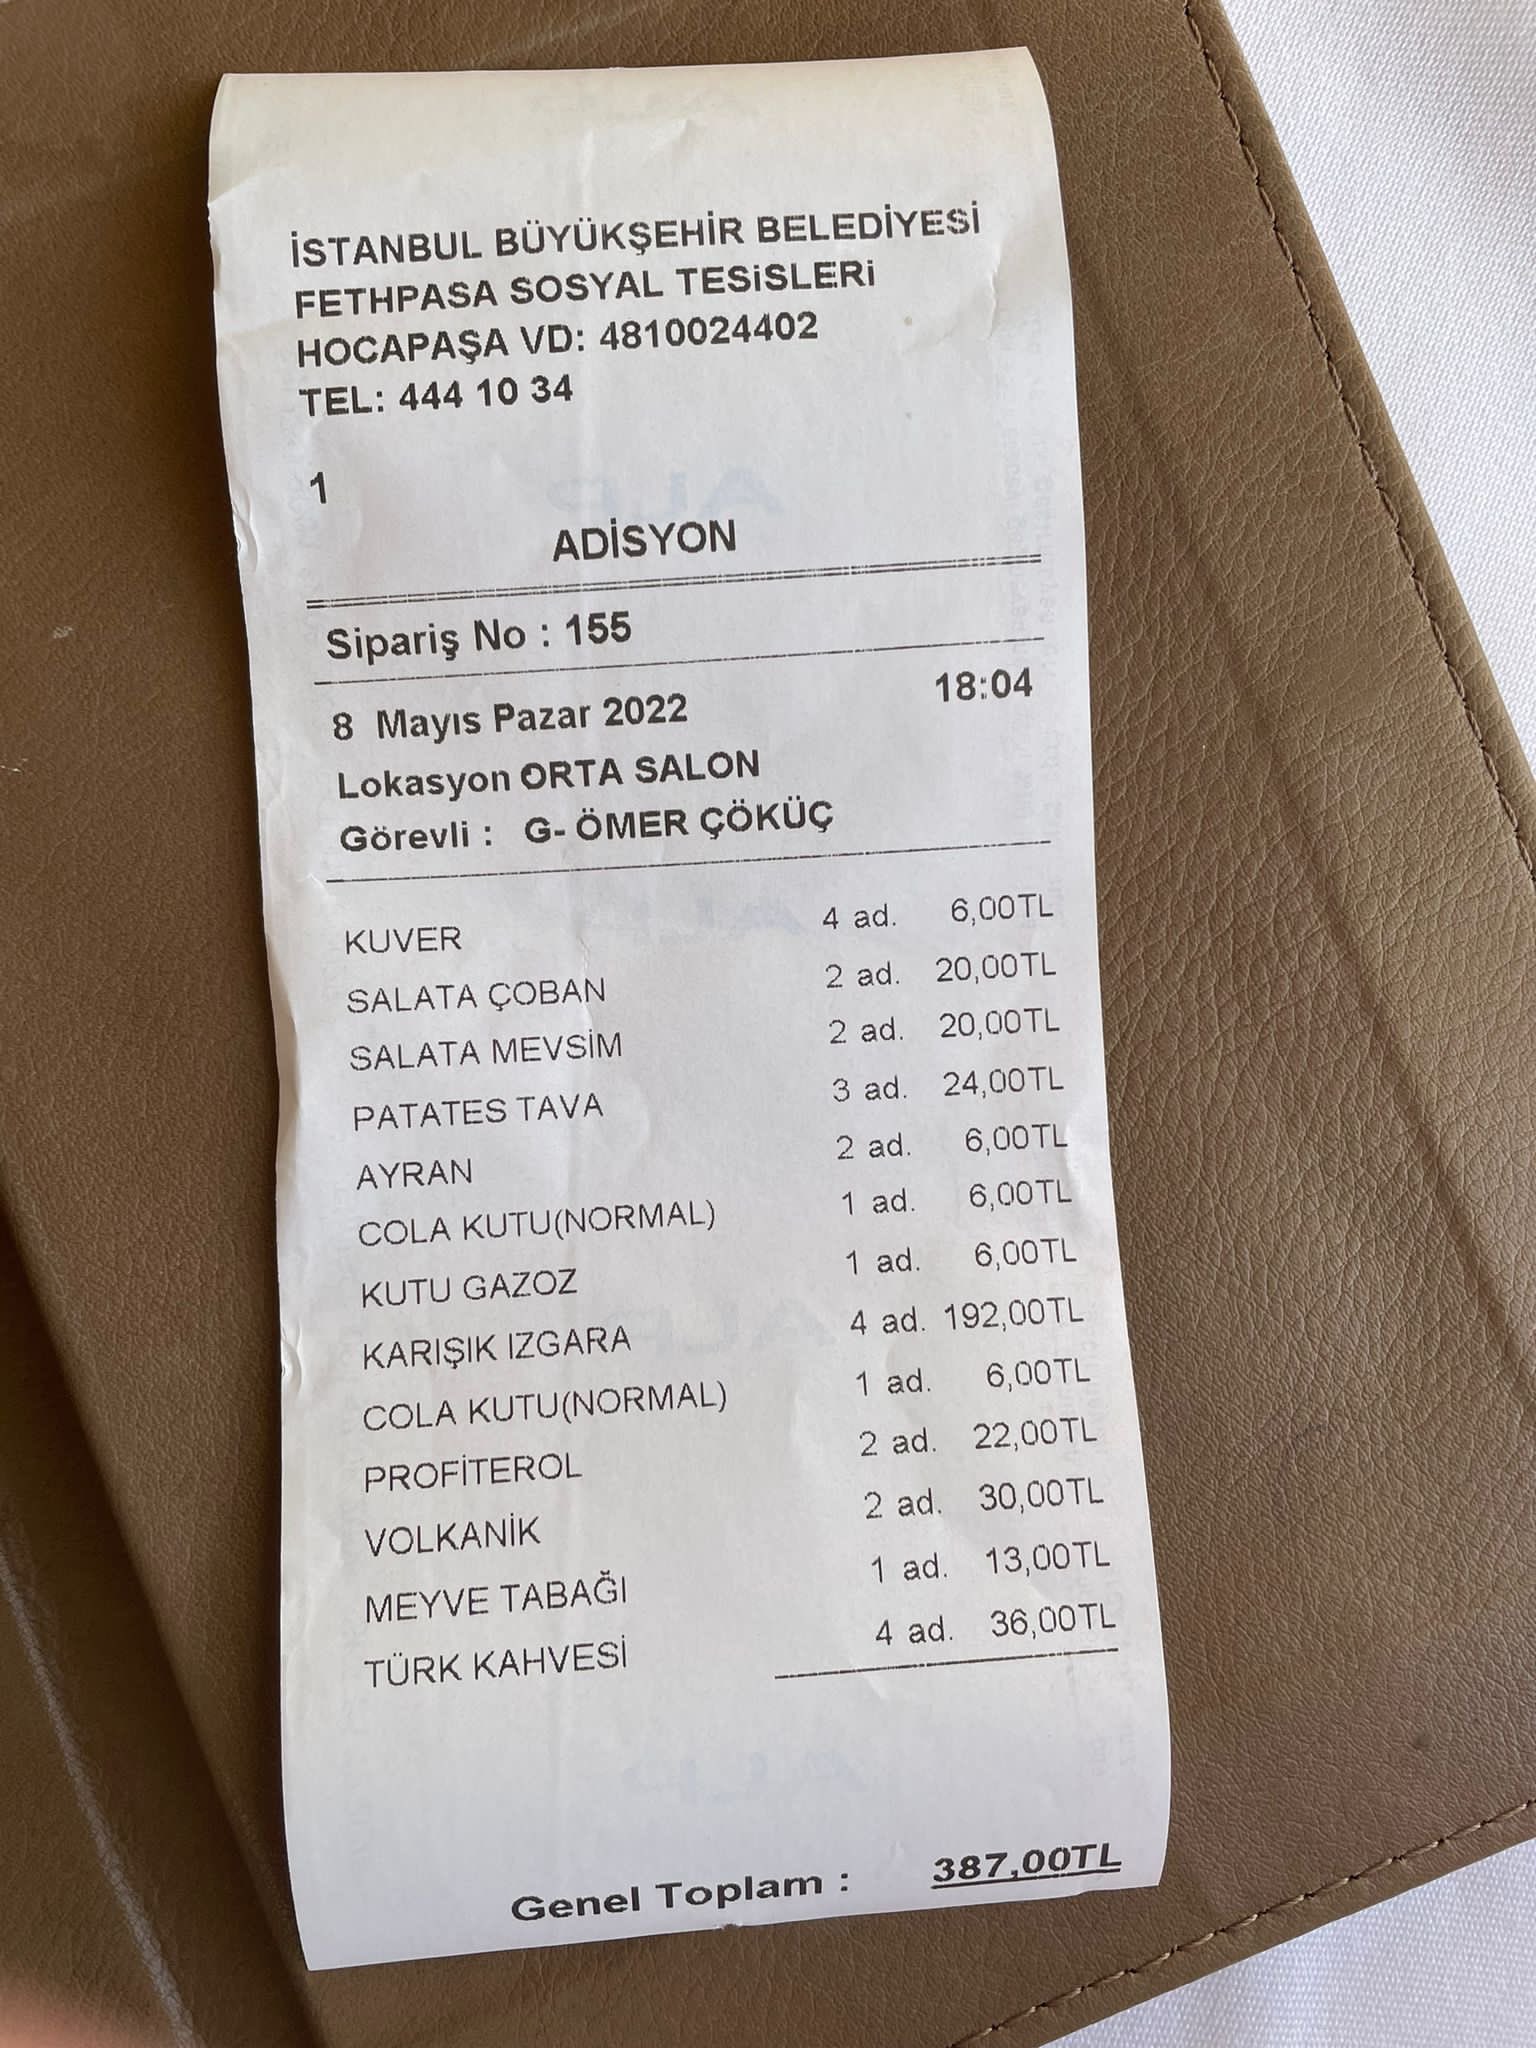 İSTANBUL BÜYÜKŞEHİR BELEDİYESİ
FETHPASA SOSYAL TESİSLERİ
HOCAPAŞA VD: 4810024402
TEL: 444 10 34
1
ADİSYON
Sipariş No : 155
8 Mayıs Pazar 2022 18:04
Lokasyon ORTA SALON
Görevli : G- ÖMER ÇÖKÜÇ
KUVER 4 ad. 6,00TL
SALATA ÇOBAN 2 ad. 20,00TL
SALATA MEVSİM 2 ad. 20,00TL
PATATES TAVA 3 ad. 24,00TL
AYRAN 2 ad. 6,00TL
COLA KUTU(NORMAL) 1 ad. 6,00TL
KUTU GAZOZ 1 ad. 6,00TL
KARIŞIK IZGARA 4 ad. 192,00TL
COLA KUTU(NORMAL) 1 ad. 6,00TL
PROFİTEROL 2 ad. 22,00TL
VOLKANİK 2 ad. 30,00TL
MEYVE TABAĞI 1 ad. 13,00TL
TÜRK KAHVESİ 4 ad. 36,00TL
Genel Toplam : 387,00TL